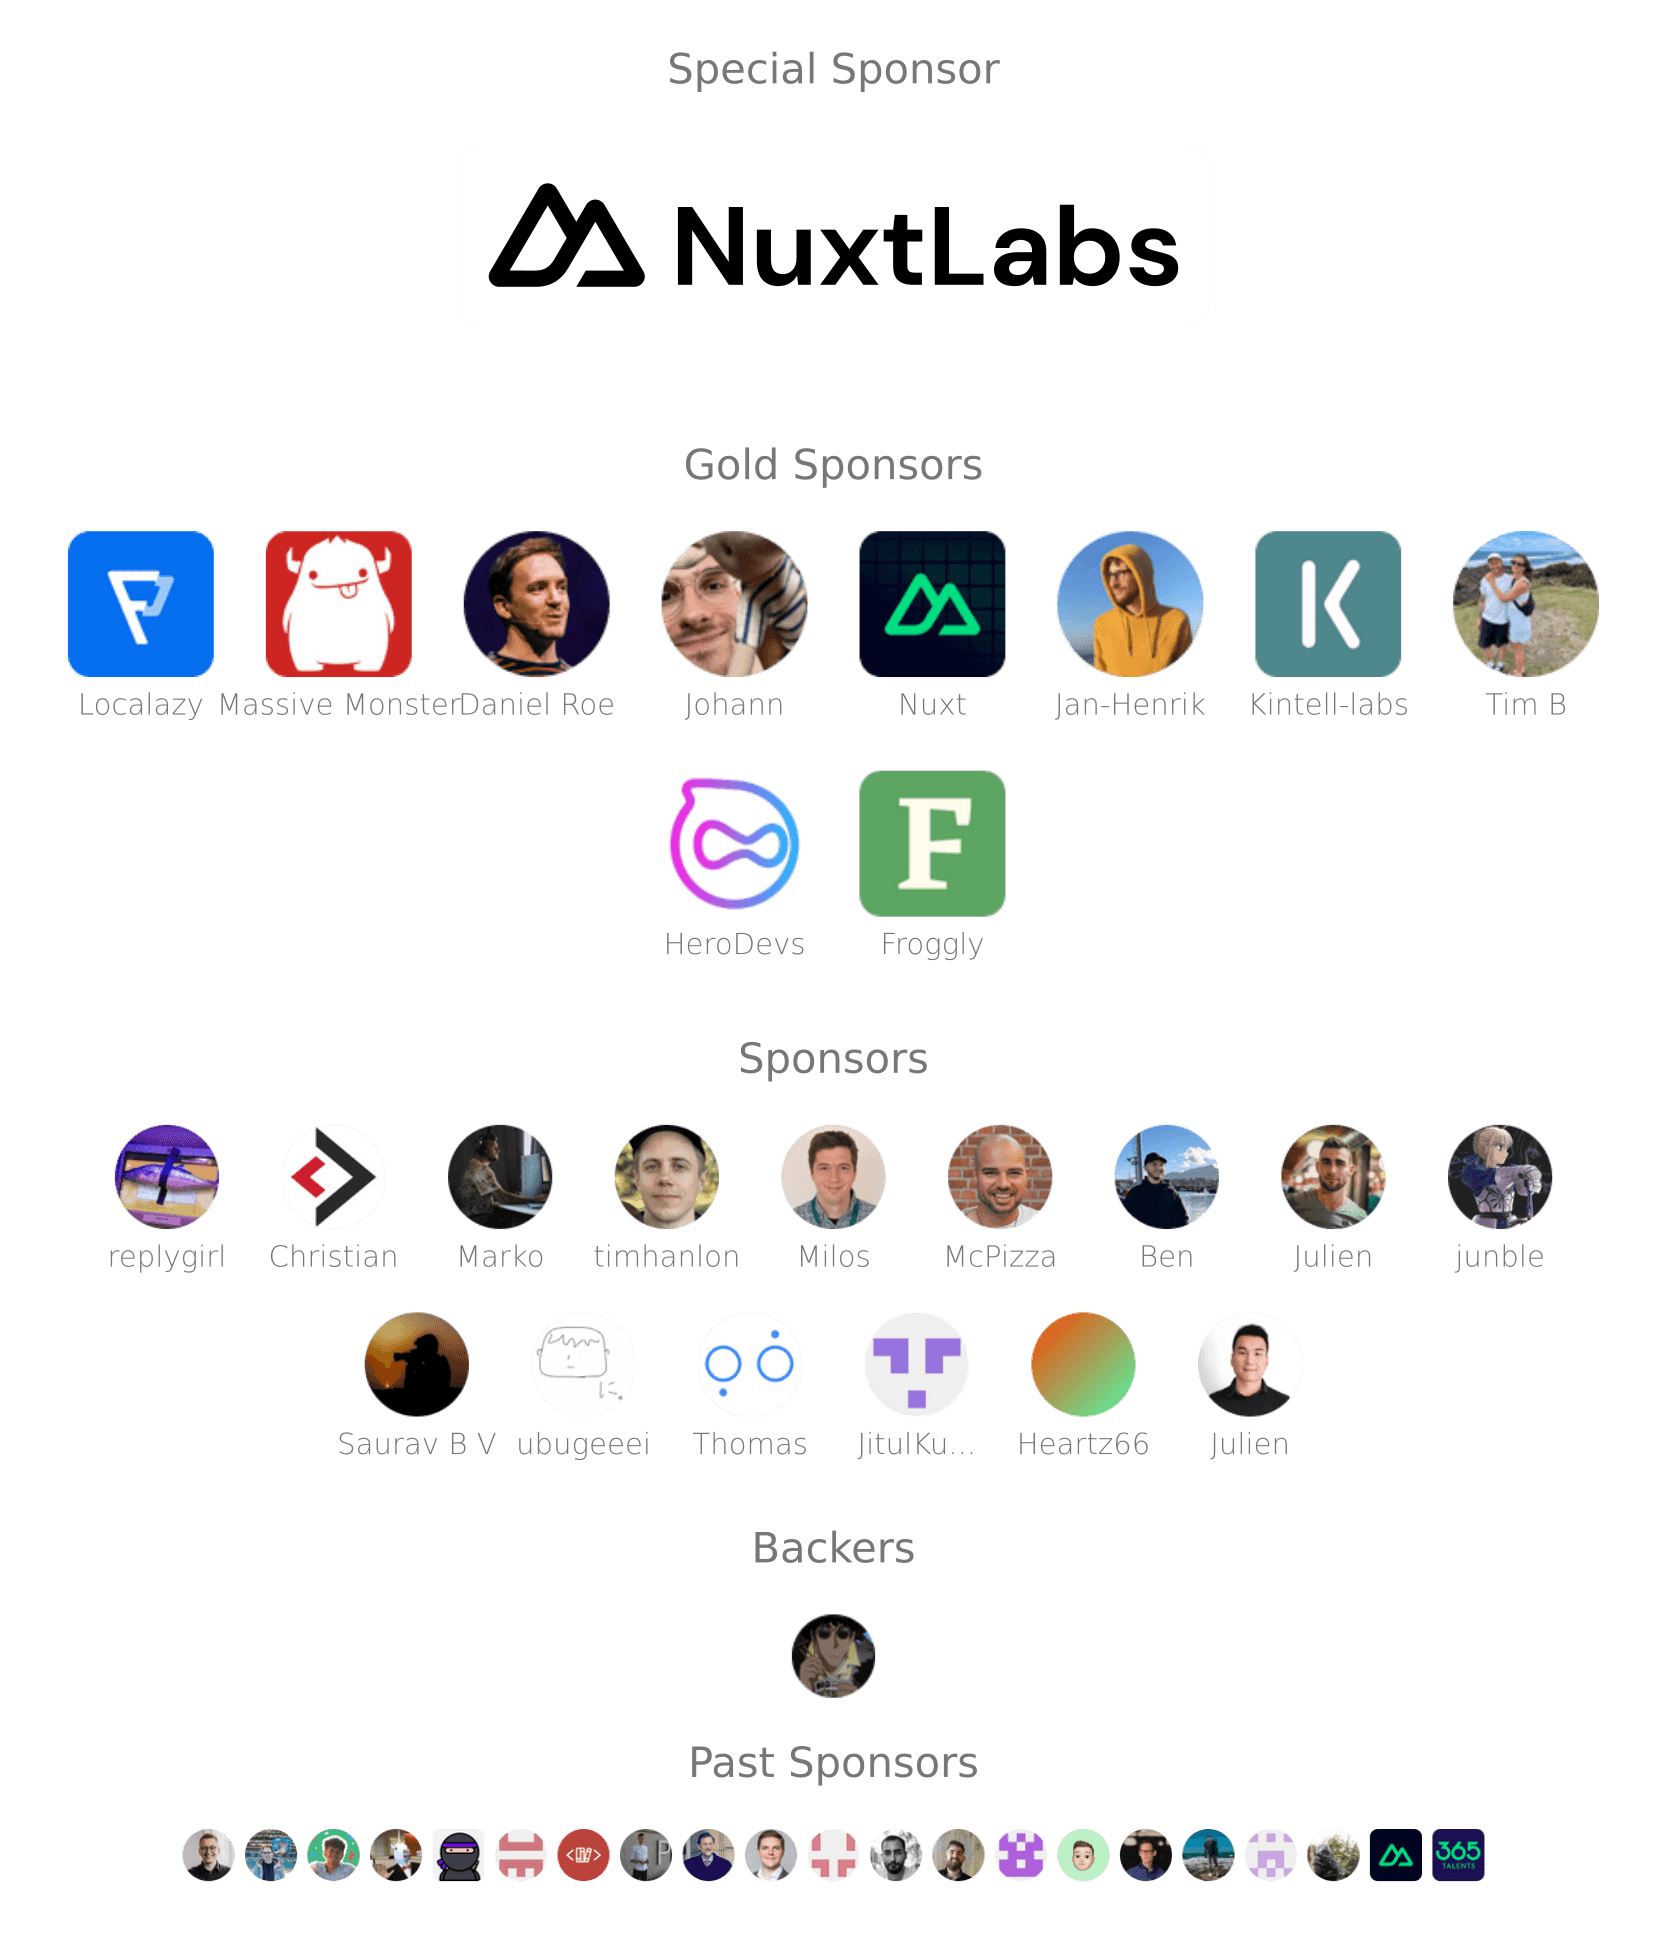 Special Sponsor
NuxtLabs
Gold Sponsors
Localazy Massive Monster Daniel Roe Johann Nuxt Jan-Henrik Kintell-labs Tim B
F
HeroDevs Froggly
Sponsors
replygirl Christian Marko timhanlon Milos McPizza Ben Julien junble
Saurav B V ubugeeei Thomas JitulKu... Heartz66 Julien
Backers
Past Sponsors
P
365
TALENTS